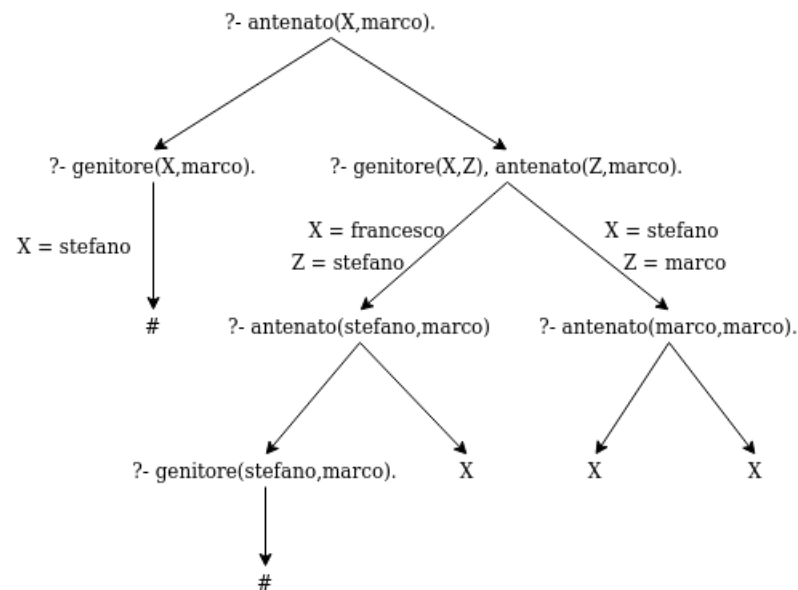 ?- antenato(X,marco).
?- genitore(X,marco).
?- genitore(X,Z), antenato(Z,marco).
X = stefano
X = francesco
Z = stefano
X = stefano
Z = marco
#
?- antenato(stefano,marco)
?- antenato(marco,marco).
?- genitore(stefano,marco).
X
X
X
#